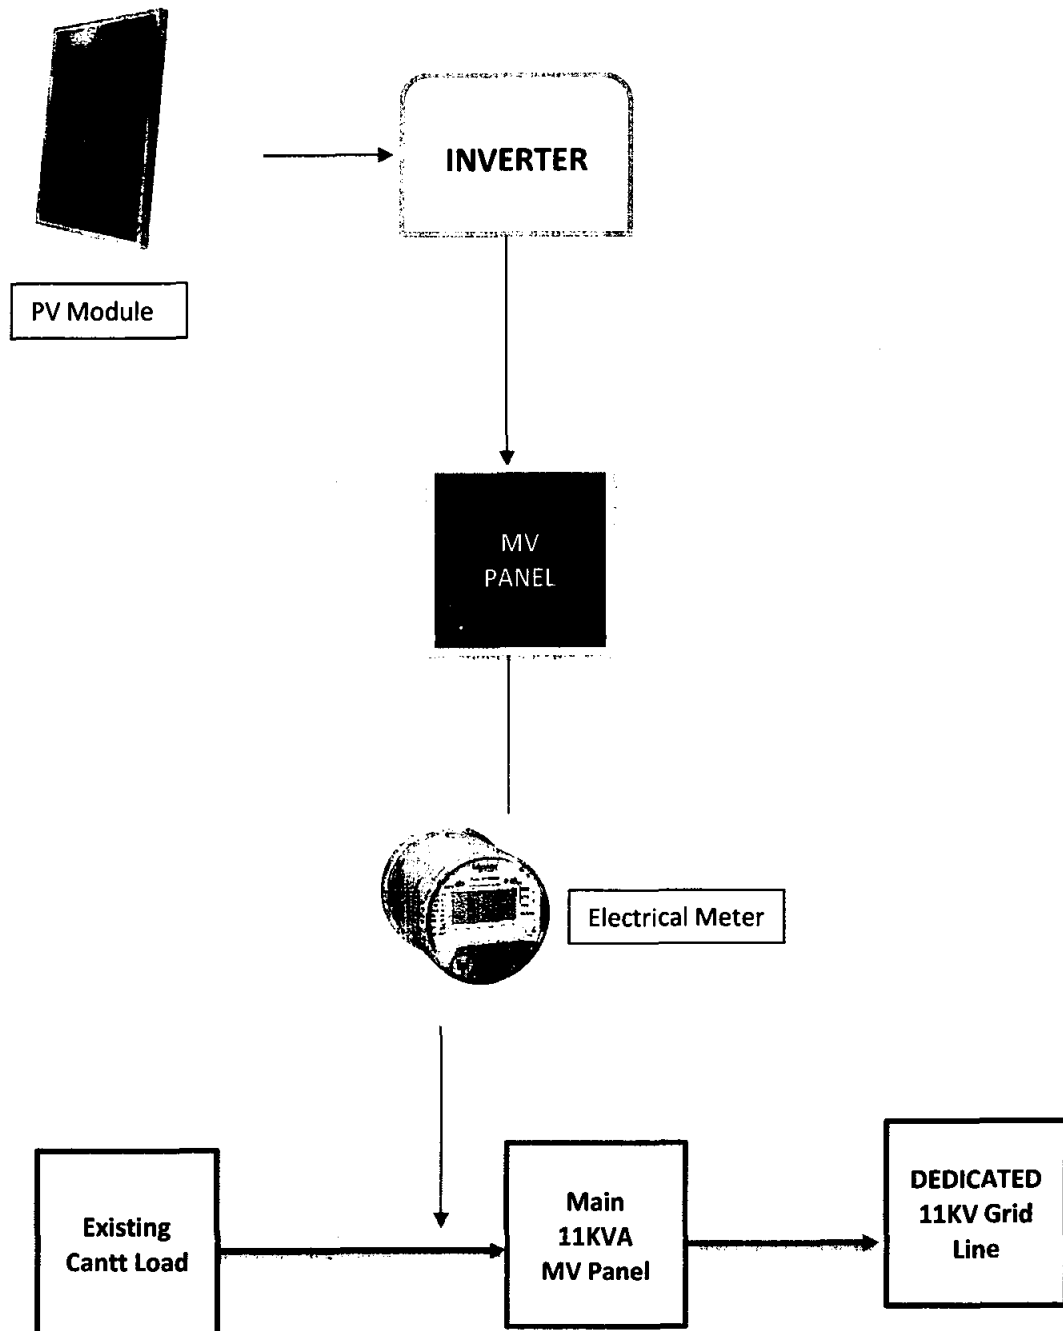 INVERTER
PV Module
MV
PANEL
Electrical Meter
Existing
Cantt Load
Main
11KVA
MV Panel
DEDICATED
11KV Grid
Line